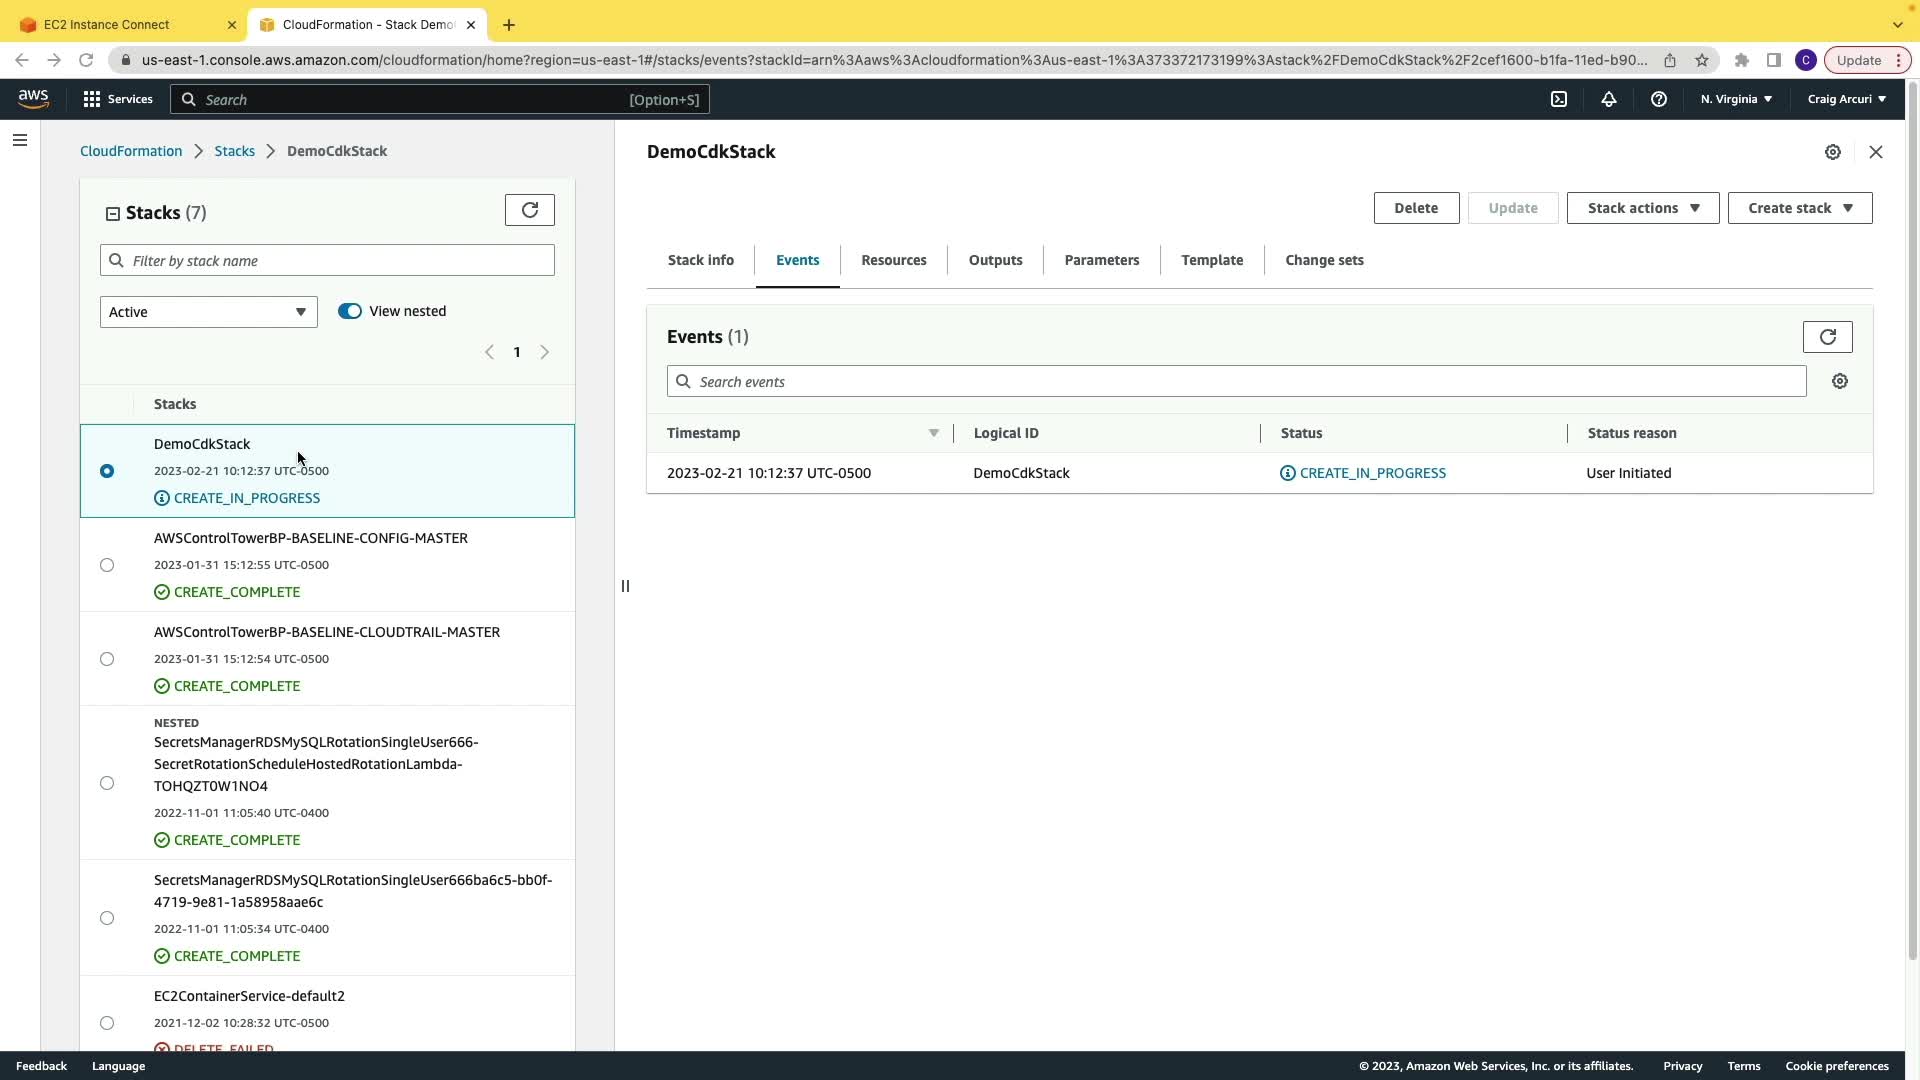 EC2 Instance Connect
CloudFormation - Stack Demo
us-east-1.console.aws.amazon.com/cloudformation/home?region=us-east-1#/stacks/events?stackId=arn%3Aaws%3Acloudformation%3Aus-east-1%3A373372173199%3Astack%2FDemoCdkStack%2F2cef1600-b1fa-11ed-b90...
C
Update
aws
Services
Search
[Option+S]
N. Virginia
Craig Arcuri
CloudFormation
Stacks
DemoCdkStack
Stacks (7)
Filter by stack name
Active
View nested
1
Stacks
DemoCdkStack
2023-02-21 10:12:37 UTC-0500
CREATE_IN_PROGRESS
AWSControlTowerBP-BASELINE-CONFIG-MASTER
2023-01-31 15:12:55 UTC-0500
CREATE_COMPLETE
AWSControlTowerBP-BASELINE-CLOUDTRAIL-MASTER
2023-01-31 15:12:54 UTC-0500
CREATE_COMPLETE
NESTED
SecretsManagerRDSMySQLRotationSingleUser666-
SecretRotationScheduleHostedRotationLambda-
TOHQZT0W1NO4
2022-11-01 11:05:40 UTC-0400
CREATE_COMPLETE
SecretsManagerRDSMySQLRotationSingleUser666ba6c5-bb0f-
4719-9e81-1a58958aae6c
2022-11-01 11:05:34 UTC-0400
CREATE_COMPLETE
EC2ContainerService-default2
2021-12-02 10:28:32 UTC-0500
DELETE_FAILED
DemoCdkStack
Delete
Update
Stack actions
Create stack
Stack info
Events
Resources
Outputs
Parameters
Template
Change sets
Events (1)
Search events
Timestamp
Logical ID
Status
Status reason
2023-02-21 10:12:37 UTC-0500
DemoCdkStack
CREATE_IN_PROGRESS
User Initiated
Feedback
Language
© 2023, Amazon Web Services, Inc. or its affiliates.
Privacy
Terms
Cookie preferences